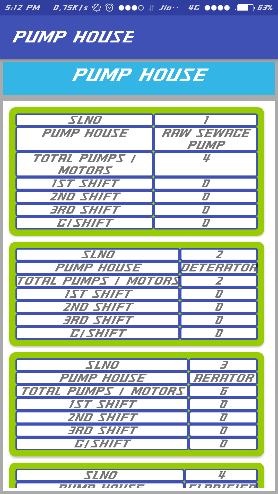 5:12 PM 0.75K/s Jio 4G 63%
PUMP HOUSE
PUMP HOUSE
SLNO 1
PUMP HOUSE RAW SEWAGE
PUMP
TOTAL PUMPS / 4
MOTORS
1ST SHIFT 0
2ND SHIFT 0
3RD SHIFT 0
G/SHIFT 0
SLNO 2
PUMP HOUSE DETERATOR
TOTAL PUMPS / MOTORS 2
1ST SHIFT 0
2ND SHIFT 0
3RD SHIFT 0
G/SHIFT 0
SLNO 3
PUMP HOUSE AERATOR
TOTAL PUMPS / MOTORS 6
1ST SHIFT 0
2ND SHIFT 0
3RD SHIFT 0
G/SHIFT 0
SLNO 4
PUMP HOUSE